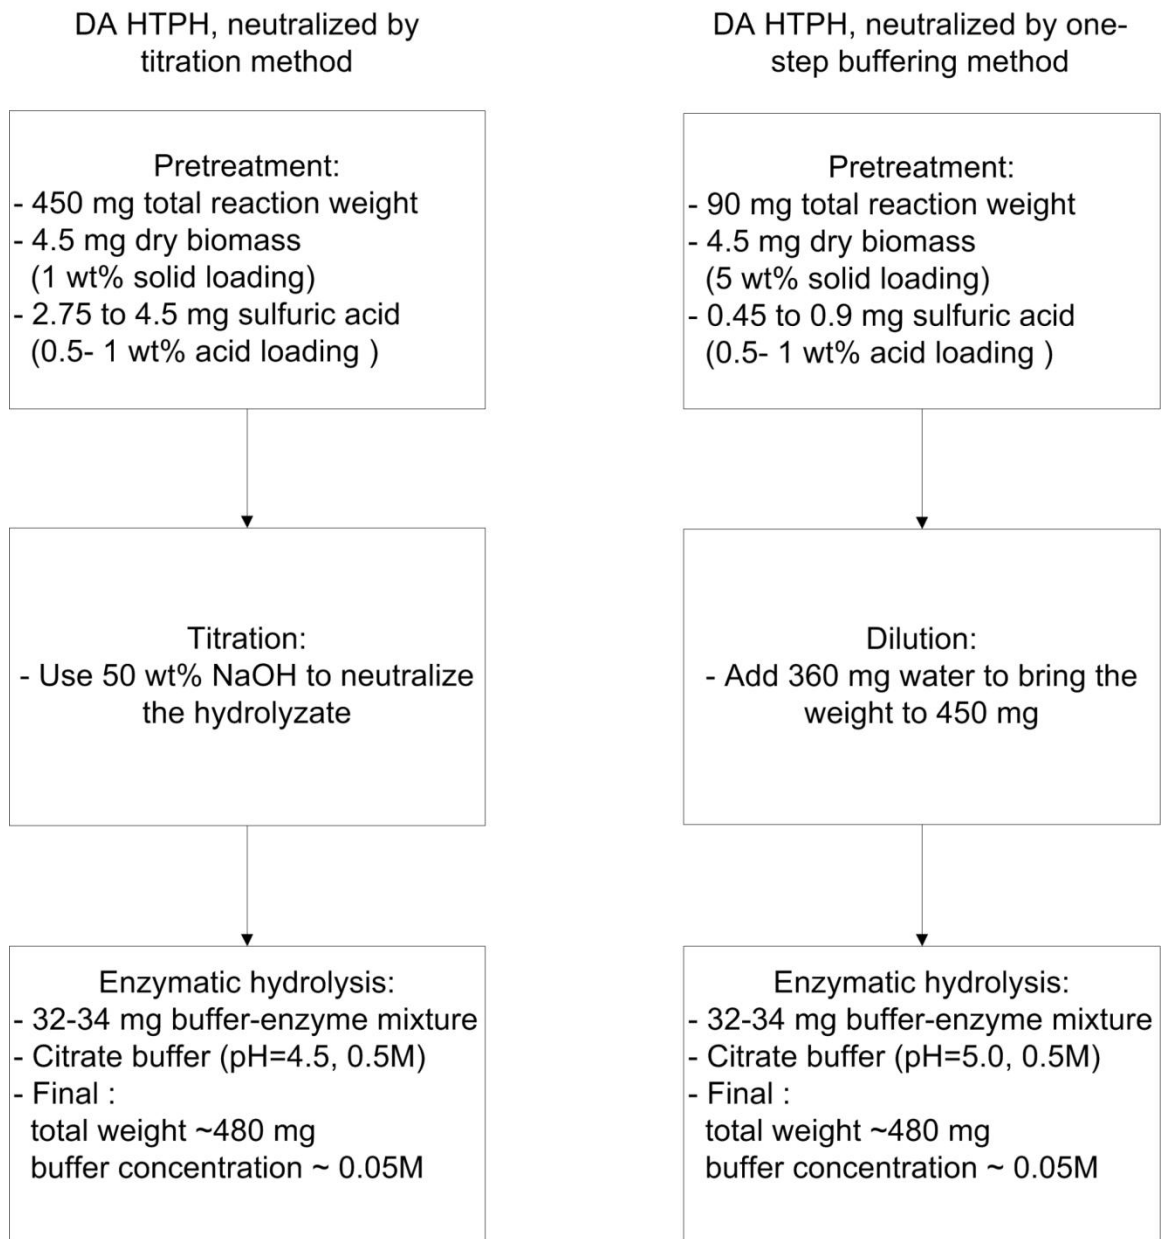 DA HTPH, neutralized by
titration method
Pretreatment:
- 450 mg total reaction weight
- 4.5 mg dry biomass
(1 wt% solid loading)
- 2.75 to 4.5 mg sulfuric acid
(0.5- 1 wt% acid loading )
Titration:
- Use 50 wt% NaOH to neutralize
the hydrolyzate
Enzymatic hydrolysis:
- 32-34 mg buffer-enzyme mixture
- Citrate buffer (pH=4.5, 0.5M)
- Final :
total weight ~480 mg
buffer concentration ~ 0.05M
DA HTPH, neutralized by one-
step buffering method
Pretreatment:
- 90 mg total reaction weight
- 4.5 mg dry biomass
(5 wt% solid loading)
- 0.45 to 0.9 mg sulfuric acid
(0.5- 1 wt% acid loading )
Dilution:
- Add 360 mg water to bring the
weight to 450 mg
Enzymatic hydrolysis:
- 32-34 mg buffer-enzyme mixture
- Citrate buffer (pH=5.0, 0.5M)
- Final :
total weight ~480 mg
buffer concentration ~ 0.05M